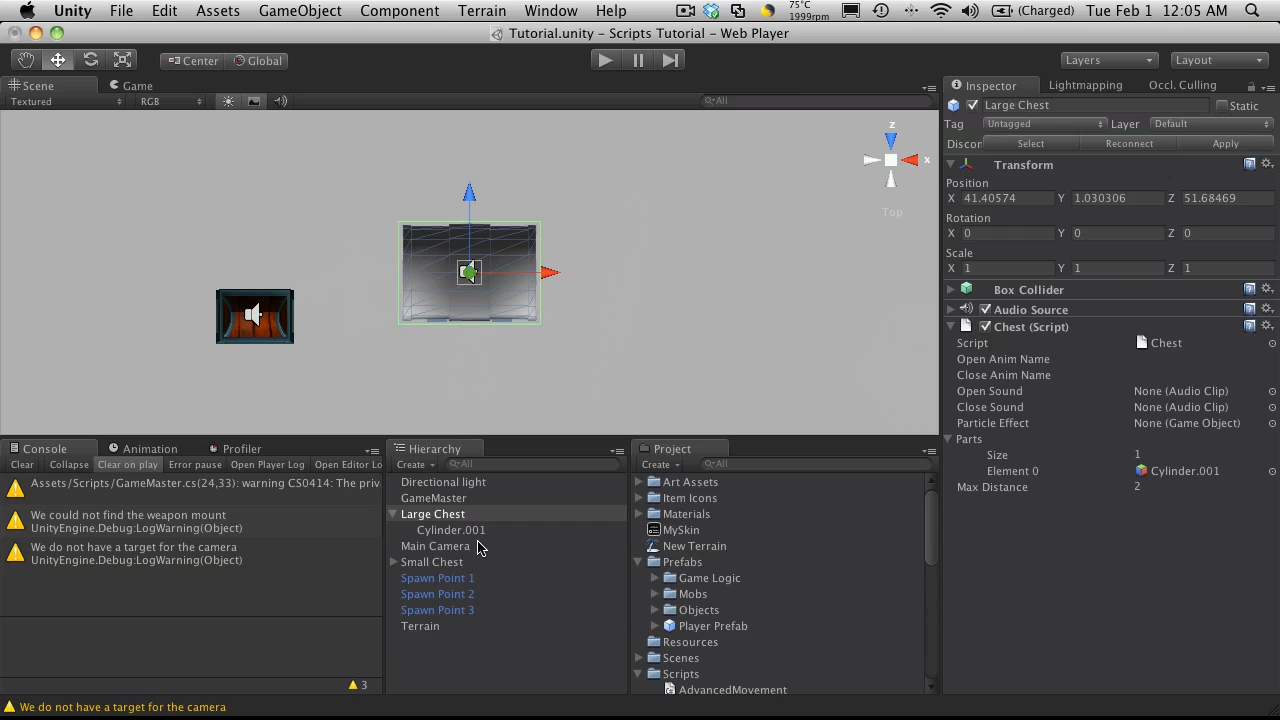 Unity File Edit Assets GameObject Component Terrain Window Help 75°C 1999rpm (Charged) Tue Feb 1 12:05 AM
Tutorial.unity - Scripts Tutorial - Web Player
Center Global Layers Layout
Scene Game
Textured RGB All
z
x
Top
Inspector Lightmapping Occl. Culling
Large Chest Static
Tag Untagged Layer Default
Discor Select Reconnect Apply
Transform
Position
X 41.40574 Y 1.030306 Z 51.68469
Rotation
X 0 Y 0 Z 0
Scale
X 1 Y 1 Z 1
Box Collider
Audio Source
Chest (Script)
Script Chest
Open Anim Name
Close Anim Name
Open Sound None (Audio Clip)
Close Sound None (Audio Clip)
Particle Effect None (Game Object)
Parts
Size 1
Element 0 Cylinder.001
Max Distance 2
Console Animation Profiler
Clear Collapse Clear on play Error pause Open Player Log Open Editor Lo
Assets/Scripts/GameMaster.cs(24,33): warning CS0414: The priv
We could not find the weapon mount
UnityEngine.Debug:LogWarning(Object)
We do not have a target for the camera
UnityEngine.Debug:LogWarning(Object)
3
Hierarchy
Create All
Directional light
GameMaster
Large Chest
Cylinder.001
Main Camera
Small Chest
Spawn Point 1
Spawn Point 2
Spawn Point 3
Terrain
Project
Create All
Art Assets
Item Icons
Materials
MySkin
New Terrain
Prefabs
Game Logic
Mobs
Objects
Player Prefab
Resources
Scenes
Scripts
AdvancedMovement
We do not have a target for the camera